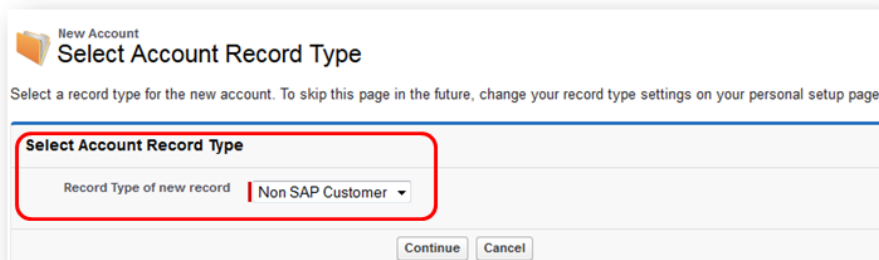 New Account
Select Account Record Type
Select a record type for the new account. To skip this page in the future, change your record type settings on your personal setup page
Select Account Record Type
Record Type of new record Non SAP Customer
Continue Cancel